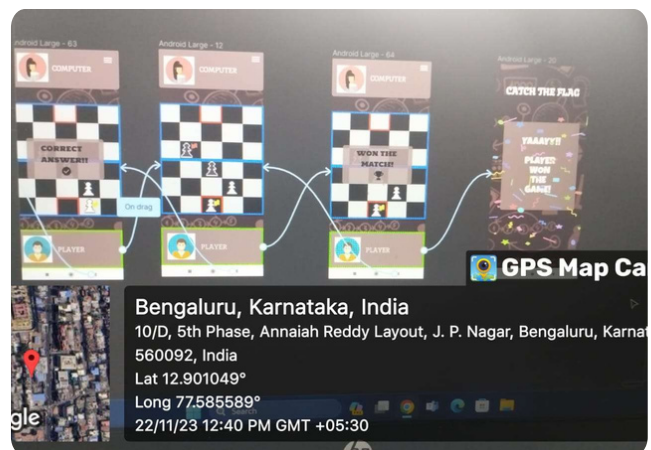 Android Large - 63
Android Large - 12
Android Large - 64
COMPUTER
COMPUTER
COMPUTER
CATCH THE FLAG
CORRECT
ANSWER!!
WON THE
MATCH!
YAAAYY!!
PLAYER
WON
THE
GAME!
On drag
PLAYER
PLAYER
PLAYER
GPS Map Ca
Bengaluru, Karnataka, India
10/D, 5th Phase, Annaiah Reddy Layout, J. P. Nagar, Bengaluru, Karnat
560092, India
Lat 12.901049°
Long 77.585589°
22/11/23 12:40 PM GMT +05:30
gle
Search